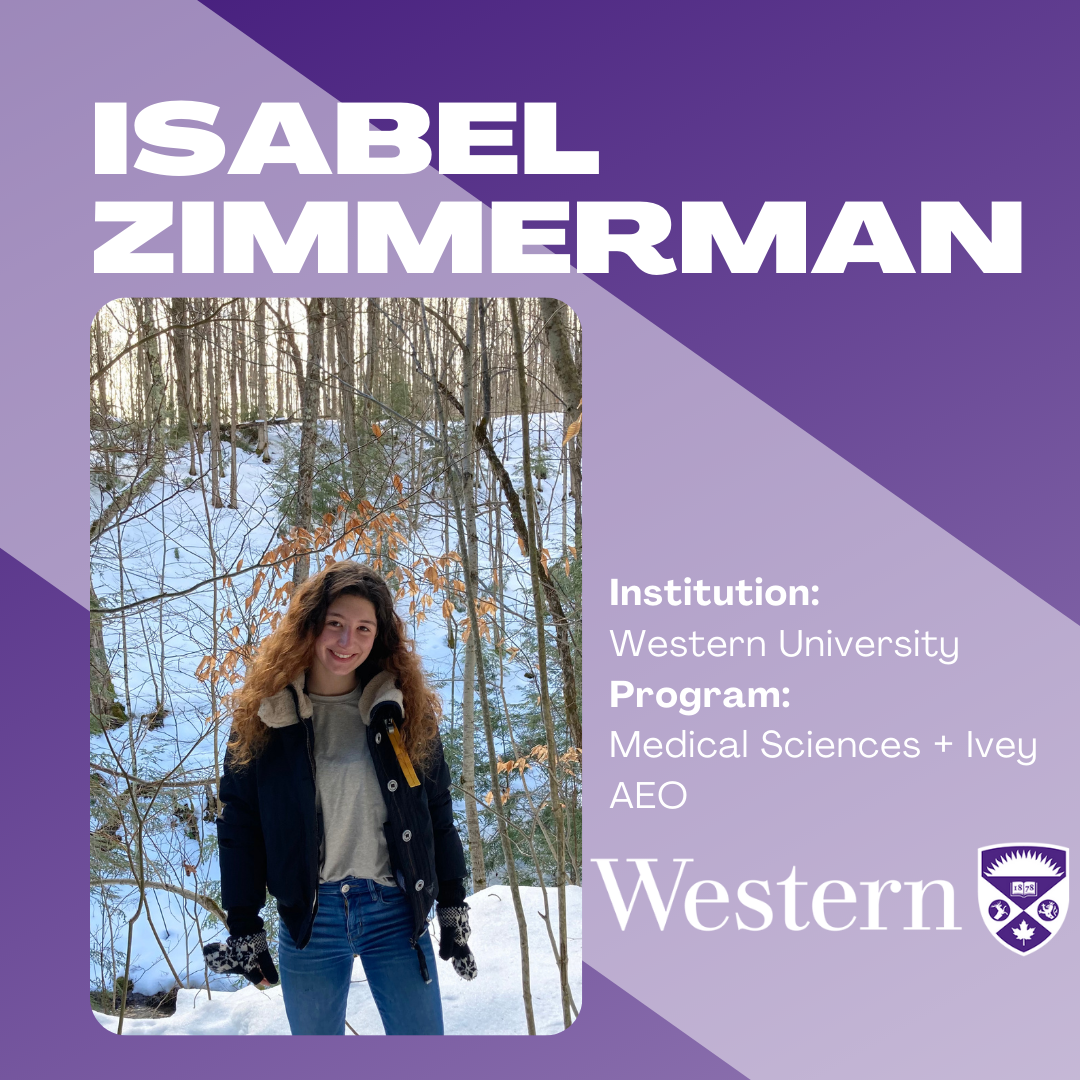 ISABEL
ZIMMERMAN
Institution:
Western University
Program:
Medical Sciences + Ivey
AEO
Western
1878